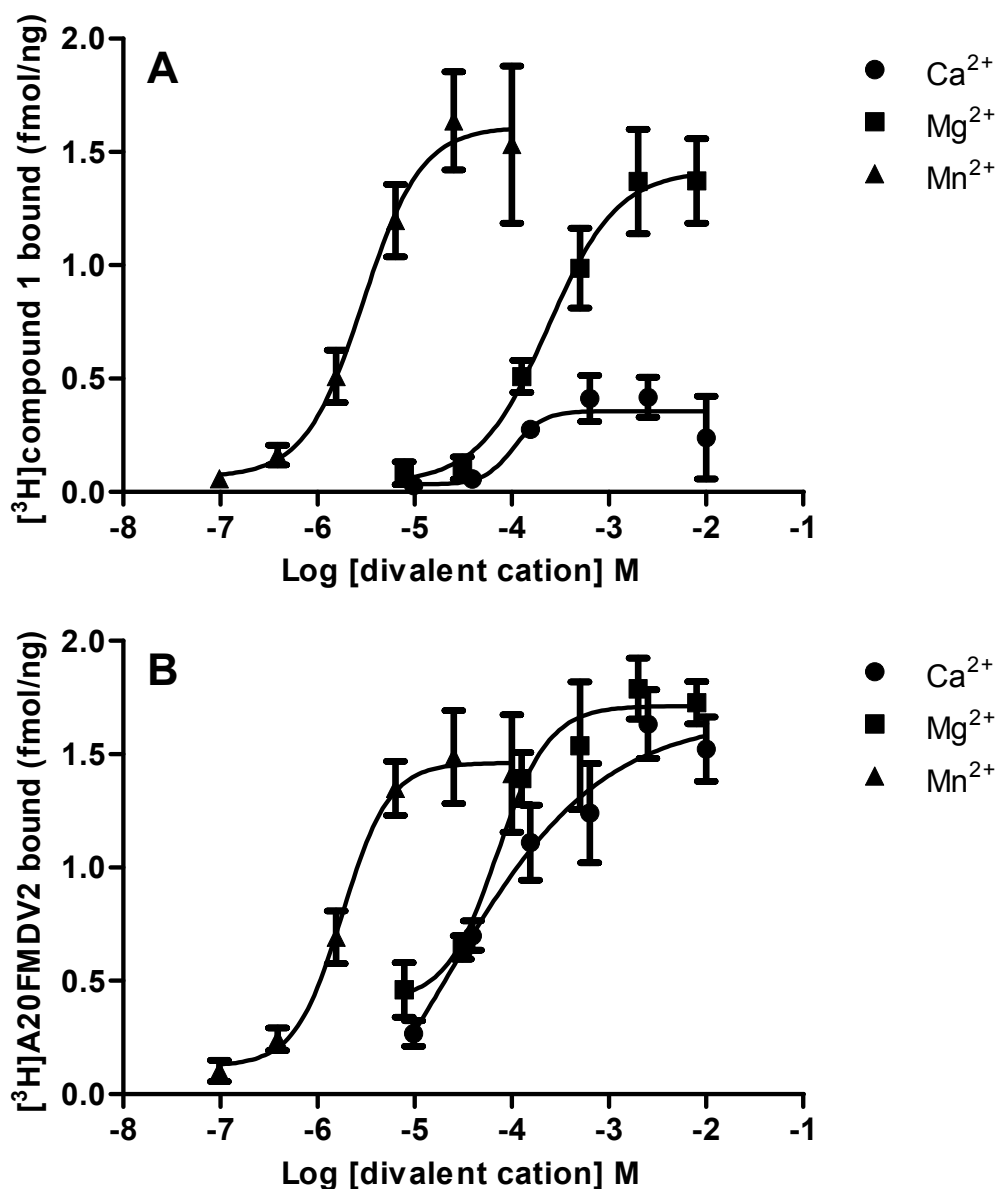 A
[³H]compound 1 bound (fmol/ng)
2.0
1.5
1.0
0.5
0.0
-8 -7 -6 -5 -4 -3 -2 -1
Log [divalent cation] M
Ca²⁺
Mg²⁺
Mn²⁺
B
[³H]A20FMDV2 bound (fmol/ng)
2.0
1.5
1.0
0.5
0.0
-8 -7 -6 -5 -4 -3 -2 -1
Log [divalent cation] M
Ca²⁺
Mg²⁺
Mn²⁺